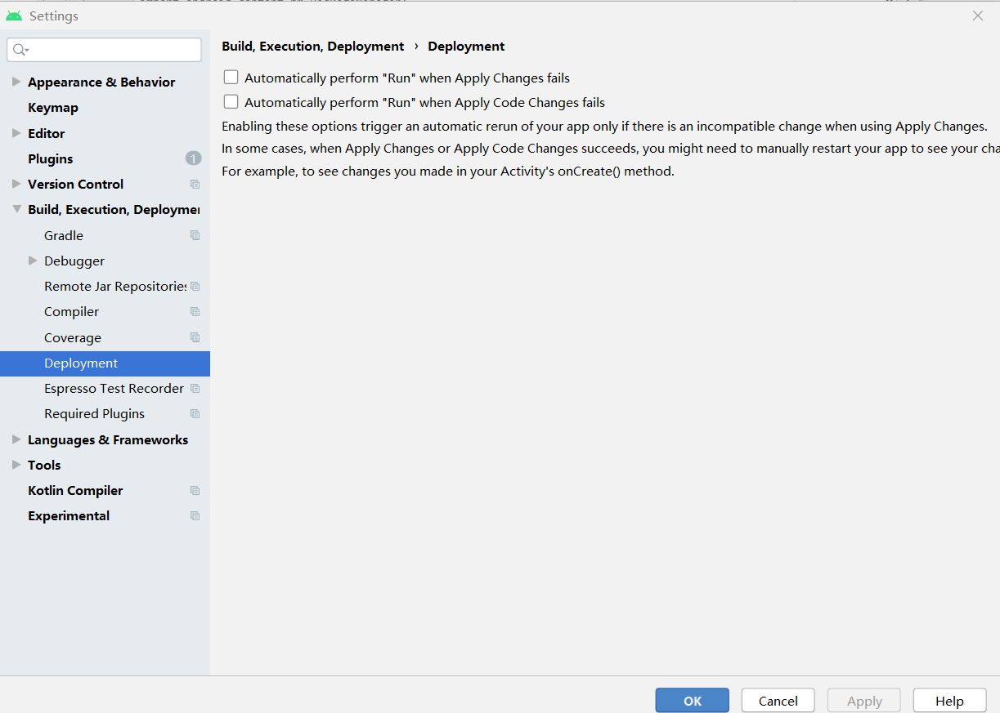 Settings
Build, Execution, Deployment › Deployment
Appearance & Behavior
Keymap
Editor
Plugins 1
Version Control
Build, Execution, Deploymen
Gradle
Debugger
Remote Jar Repositories
Compiler
Coverage
Deployment
Espresso Test Recorder
Required Plugins
Languages & Frameworks
Tools
Kotlin Compiler
Experimental
Automatically perform "Run" when Apply Changes fails
Automatically perform "Run" when Apply Code Changes fails
Enabling these options trigger an automatic rerun of your app only if there is an incompatible change when using Apply Changes.
In some cases, when Apply Changes or Apply Code Changes succeeds, you might need to manually restart your app to see your cha
For example, to see changes you made in your Activity's onCreate() method.
OK Cancel Apply Help